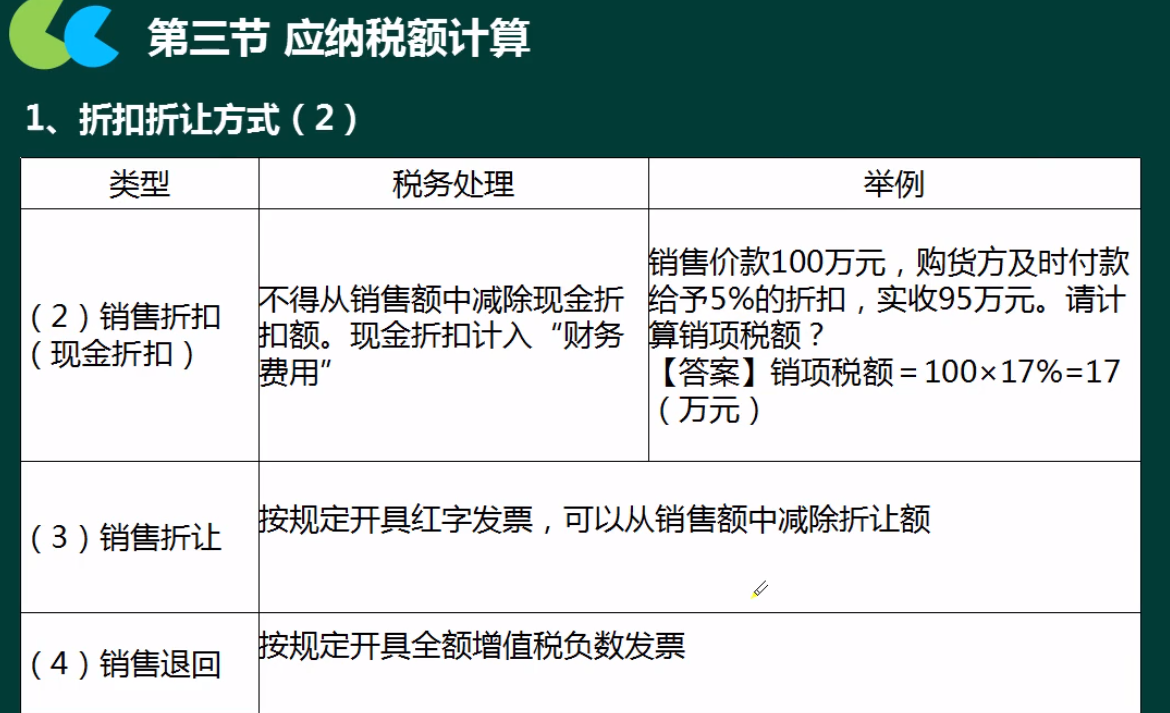 第三节 应纳税额计算
1、折扣折让方式（2）
类型
税务处理
举例
（2）销售折扣
（现金折扣）
不得从销售额中减除现金折
扣额。现金折扣计入“财务
费用”
销售价款100万元，购货方及时付款
给予5%的折扣，实收95万元。请计
算销项税额？
【答案】销项税额＝100×17%=17
（万元）
（3）销售折让
按规定开具红字发票，可以从销售额中减除折让额
（4）销售退回
按规定开具全额增值税负数发票